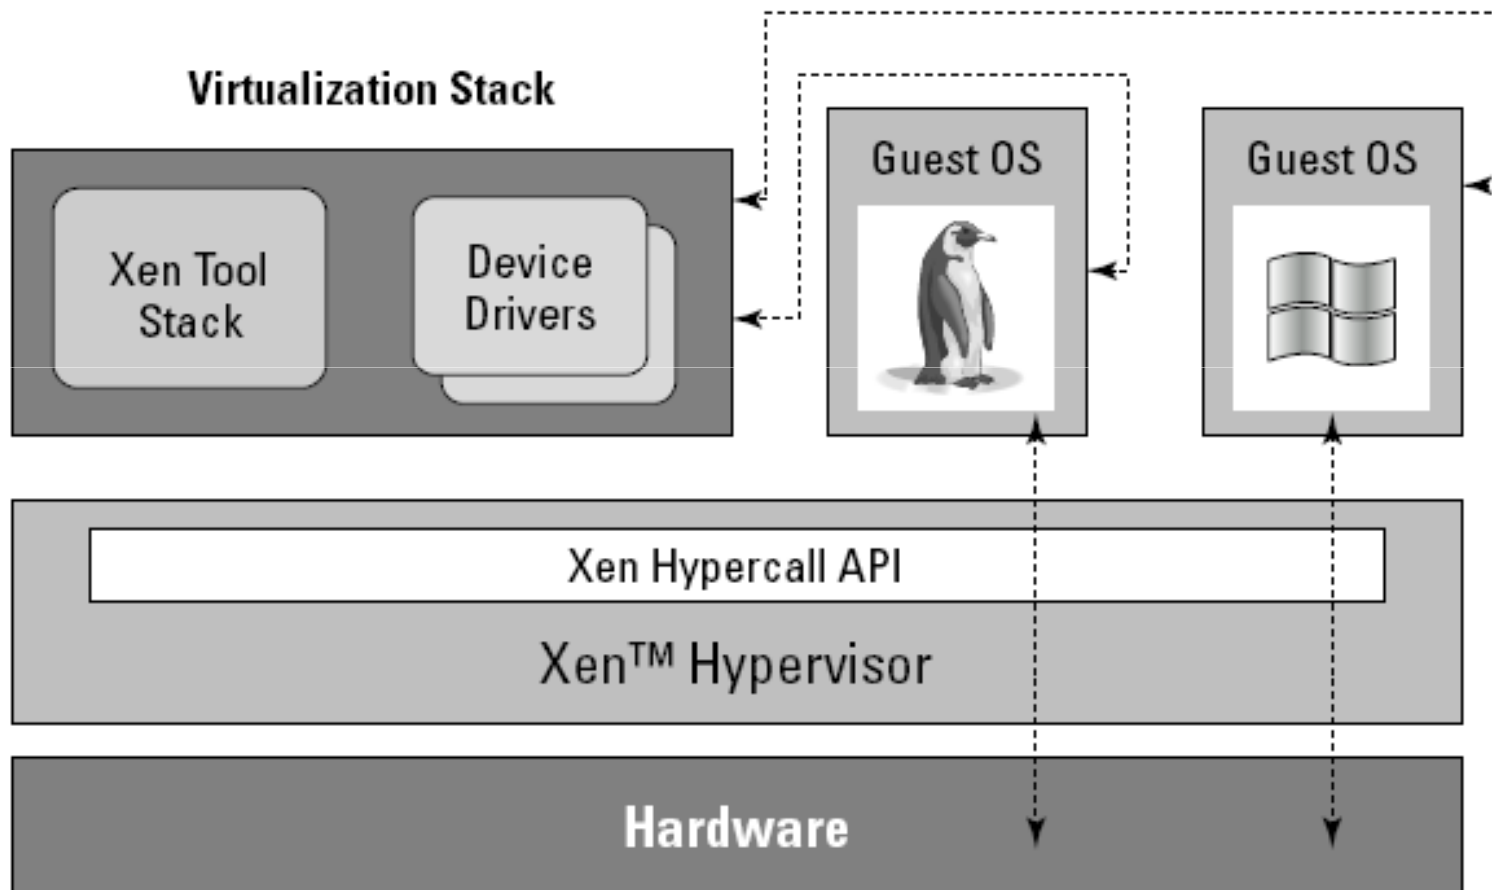 Virtualization Stack
Xen Tool
Stack
Device
Drivers
Guest OS
Guest OS
Xen Hypercall API
Xen™ Hypervisor
Hardware